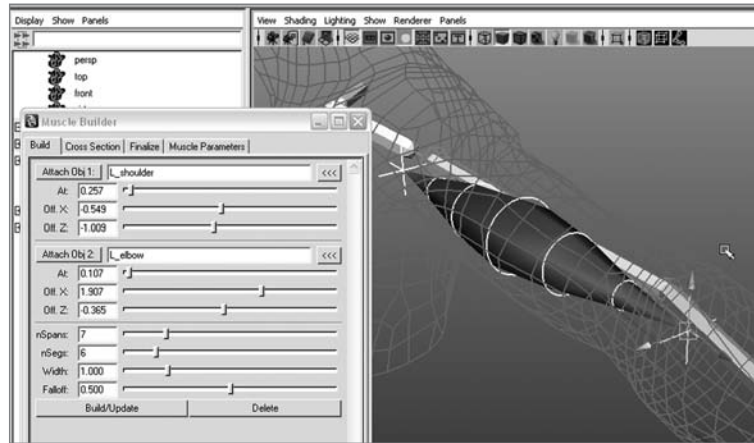 Display Show Panels
View Shading Lighting Show Renderer Panels
persp
top
front
Muscle Builder
Build Cross Section Finalize Muscle Parameters
Attach Obj 1: L_shoulder <<<
At: 0.257
Off. X: -0.549
Off. Z: -1.009
Attach Obj 2: L_elbow <<<
At: 0.107
Off. X: 1.907
Off. Z: -0.365
nSpans: 7
nSegs: 6
Width: 1.000
Falloff: 0.500
Build/Update Delete